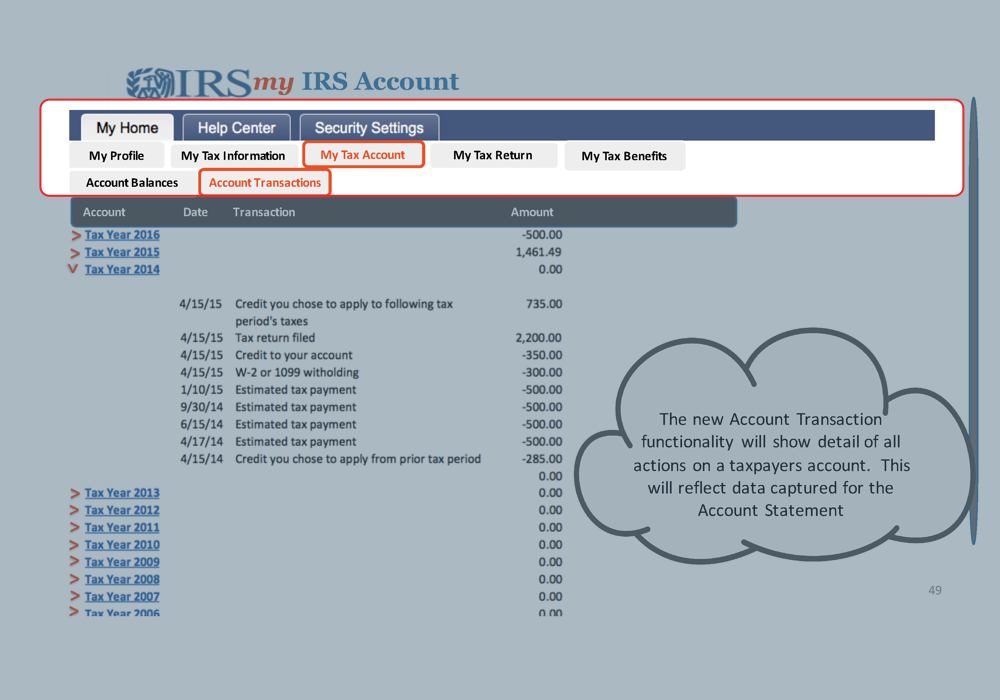 IRS my IRS Account
My Home Help Center Security Settings
My Profile My Tax Information My Tax Account My Tax Return My Tax Benefits
Account Balances Account Transactions
Account Date Transaction Amount
> Tax Year 2016 -500.00
> Tax Year 2015 1,461.49
V Tax Year 2014 0.00
4/15/15 Credit you chose to apply to following tax 735.00
period's taxes
4/15/15 Tax return filed 2,200.00
4/15/15 Credit to your account -350.00
4/15/15 W-2 or 1099 witholding -300.00
1/10/15 Estimated tax payment -500.00
9/30/14 Estimated tax payment -500.00
6/15/14 Estimated tax payment -500.00
4/17/14 Estimated tax payment -500.00
4/15/14 Credit you chose to apply from prior tax period -285.00
0.00
> Tax Year 2013 0.00
> Tax Year 2012 0.00
> Tax Year 2011 0.00
> Tax Year 2010 0.00
> Tax Year 2009 0.00
> Tax Year 2008 0.00
> Tax Year 2007 0.00
> Tax Year 2006 0.00
The new Account Transaction
functionality will show detail of all
actions on a taxpayers account. This
will reflect data captured for the
Account Statement
49